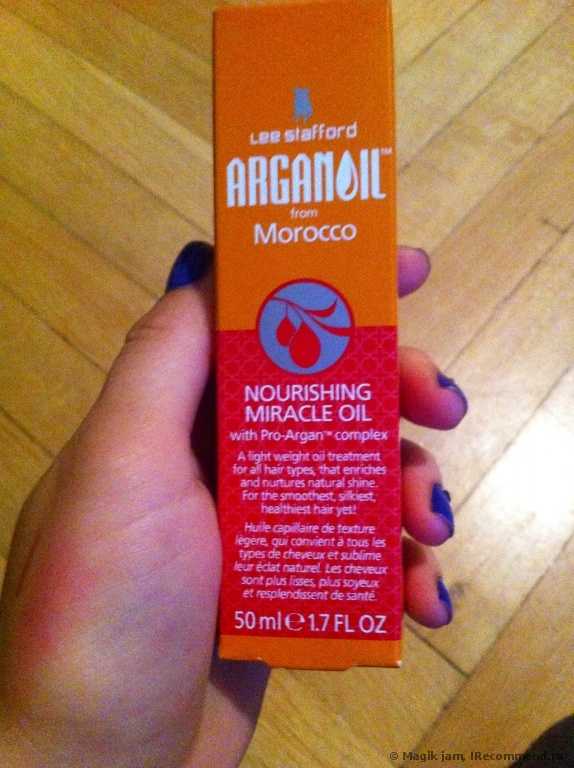 Lee Stafford
ARGANOIL™
from
Morocco
NOURISHING
MIRACLE OIL
with Pro-Argan™ complex
A light weight oil treatment
for all hair types, that enriches
and nurtures natural shine.
For the smoothest, silkiest,
healthiest hair yet!
Huile capillaire de texture
légère, qui convient à tous les
types de cheveux et sublime
leur éclat naturel. Les cheveux
sont plus lisses, plus soyeux
et resplendissent de santé.
50 ml ℮ 1.7 FL OZ
© Magik jam, IRecommend.ru